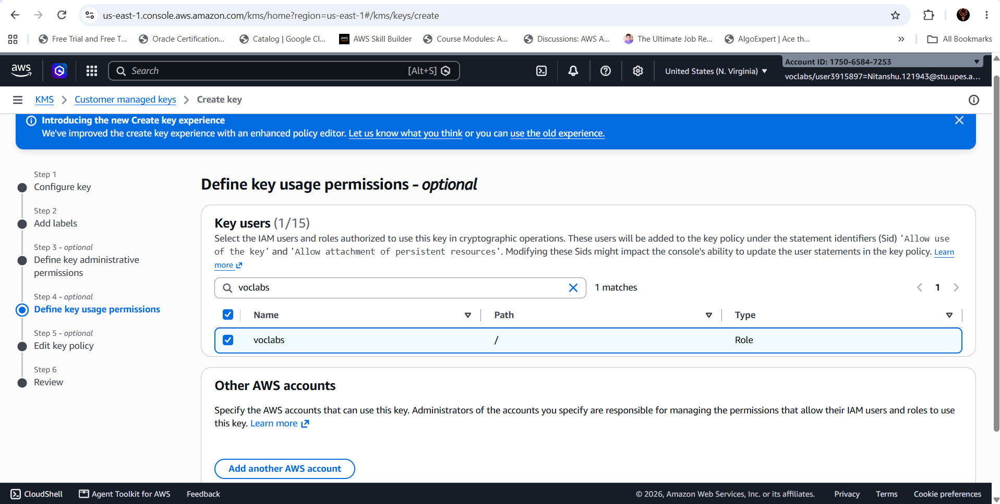 us-east-1.console.aws.amazon.com/kms/home?region=us-east-1#/kms/keys/create
Free Trial and Free T... Oracle Certification... Catalog | Google Cl... aws AWS Skill Builder Course Modules: A... Discussions: AWS A... The Ultimate Job Re... AlgoExpert | Ace th... » All Bookmarks
aws Search [Alt+S] United States (N. Virginia) Account ID: 1750-6584-7253
voclabs/user3915897=Nitanshu.121943@stu.upes.a...
KMS Customer managed keys Create key
Introducing the new Create key experience
We've improved the create key experience with an enhanced policy editor. Let us know what you think or you can use the old experience.
Step 1
Configure key
Step 2
Add labels
Step 3 - optional
Define key administrative
permissions
Step 4 - optional
Define key usage permissions
Step 5 - optional
Edit key policy
Step 6
Review
Define key usage permissions - optional
Key users (1/15)
Select the IAM users and roles authorized to use this key in cryptographic operations. These users will be added to the key policy under the statement identifiers (Sid) 'Allow use
of the key' and 'Allow attachment of persistent resources'. Modifying these Sids might impact the console's ability to update the user statements in the key policy. Learn
more
voclabs 1 matches 1
Name Path Type
voclabs / Role
Other AWS accounts
Specify the AWS accounts that can use this key. Administrators of the accounts you specify are responsible for managing the permissions that allow their IAM users and roles to use
this key. Learn more
Add another AWS account
CloudShell Agent Toolkit for AWS Feedback © 2026, Amazon Web Services, Inc. or its affiliates. Privacy Terms Cookie preferences